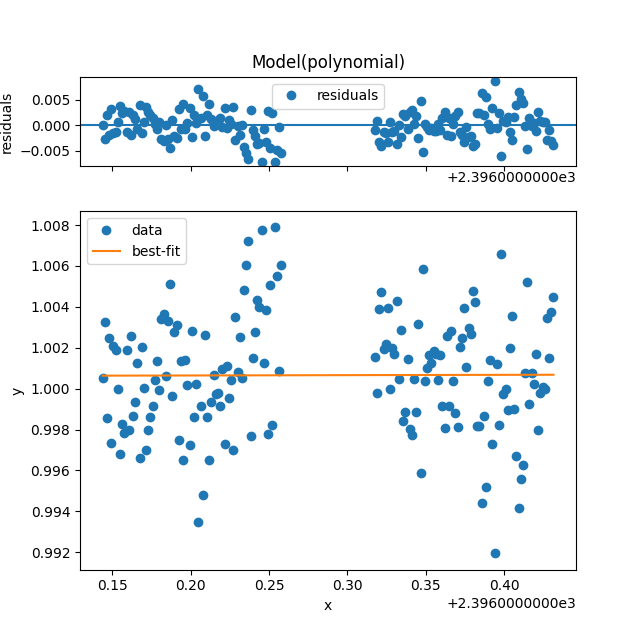 Model(polynomial)
residuals
0.005
0.000
−0.005
residuals
+2.3960000000e3
1.008
1.006
1.004
1.002
1.000
0.998
0.996
0.994
0.992
y
data
best-fit
0.15 0.20 0.25 0.30 0.35 0.40
x
+2.3960000000e3